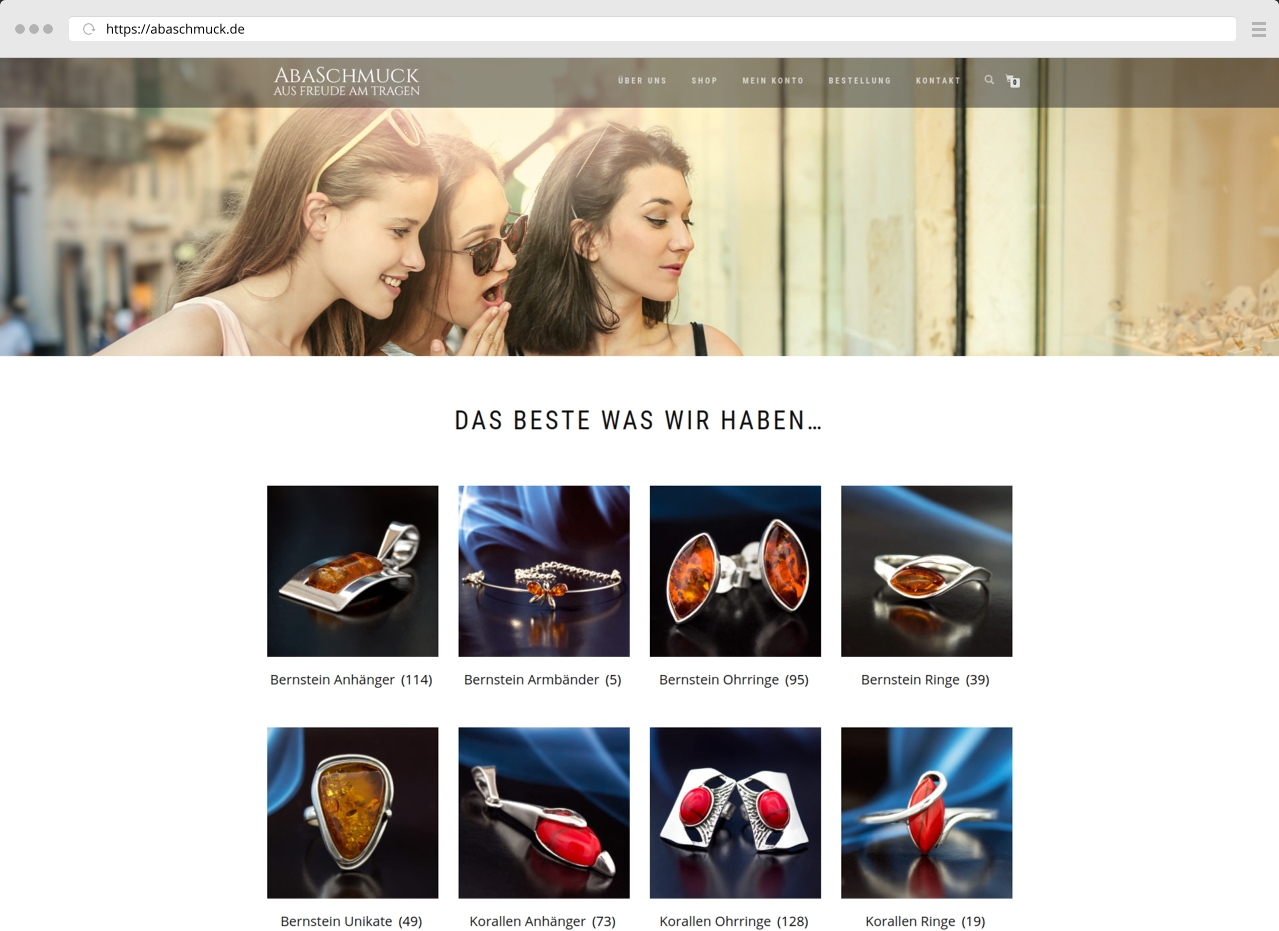 https://abaschmuck.de
ABASCHMUCK
AUS FREUDE AM TRAGEN
ÜBER UNS SHOP MEIN KONTO BESTELLUNG KONTAKT 0
DAS BESTE WAS WIR HABEN…
Bernstein Anhänger (114) Bernstein Armbänder (5) Bernstein Ohrringe (95) Bernstein Ringe (39)
Bernstein Unikate (49) Korallen Anhänger (73) Korallen Ohrringe (128) Korallen Ringe (19)